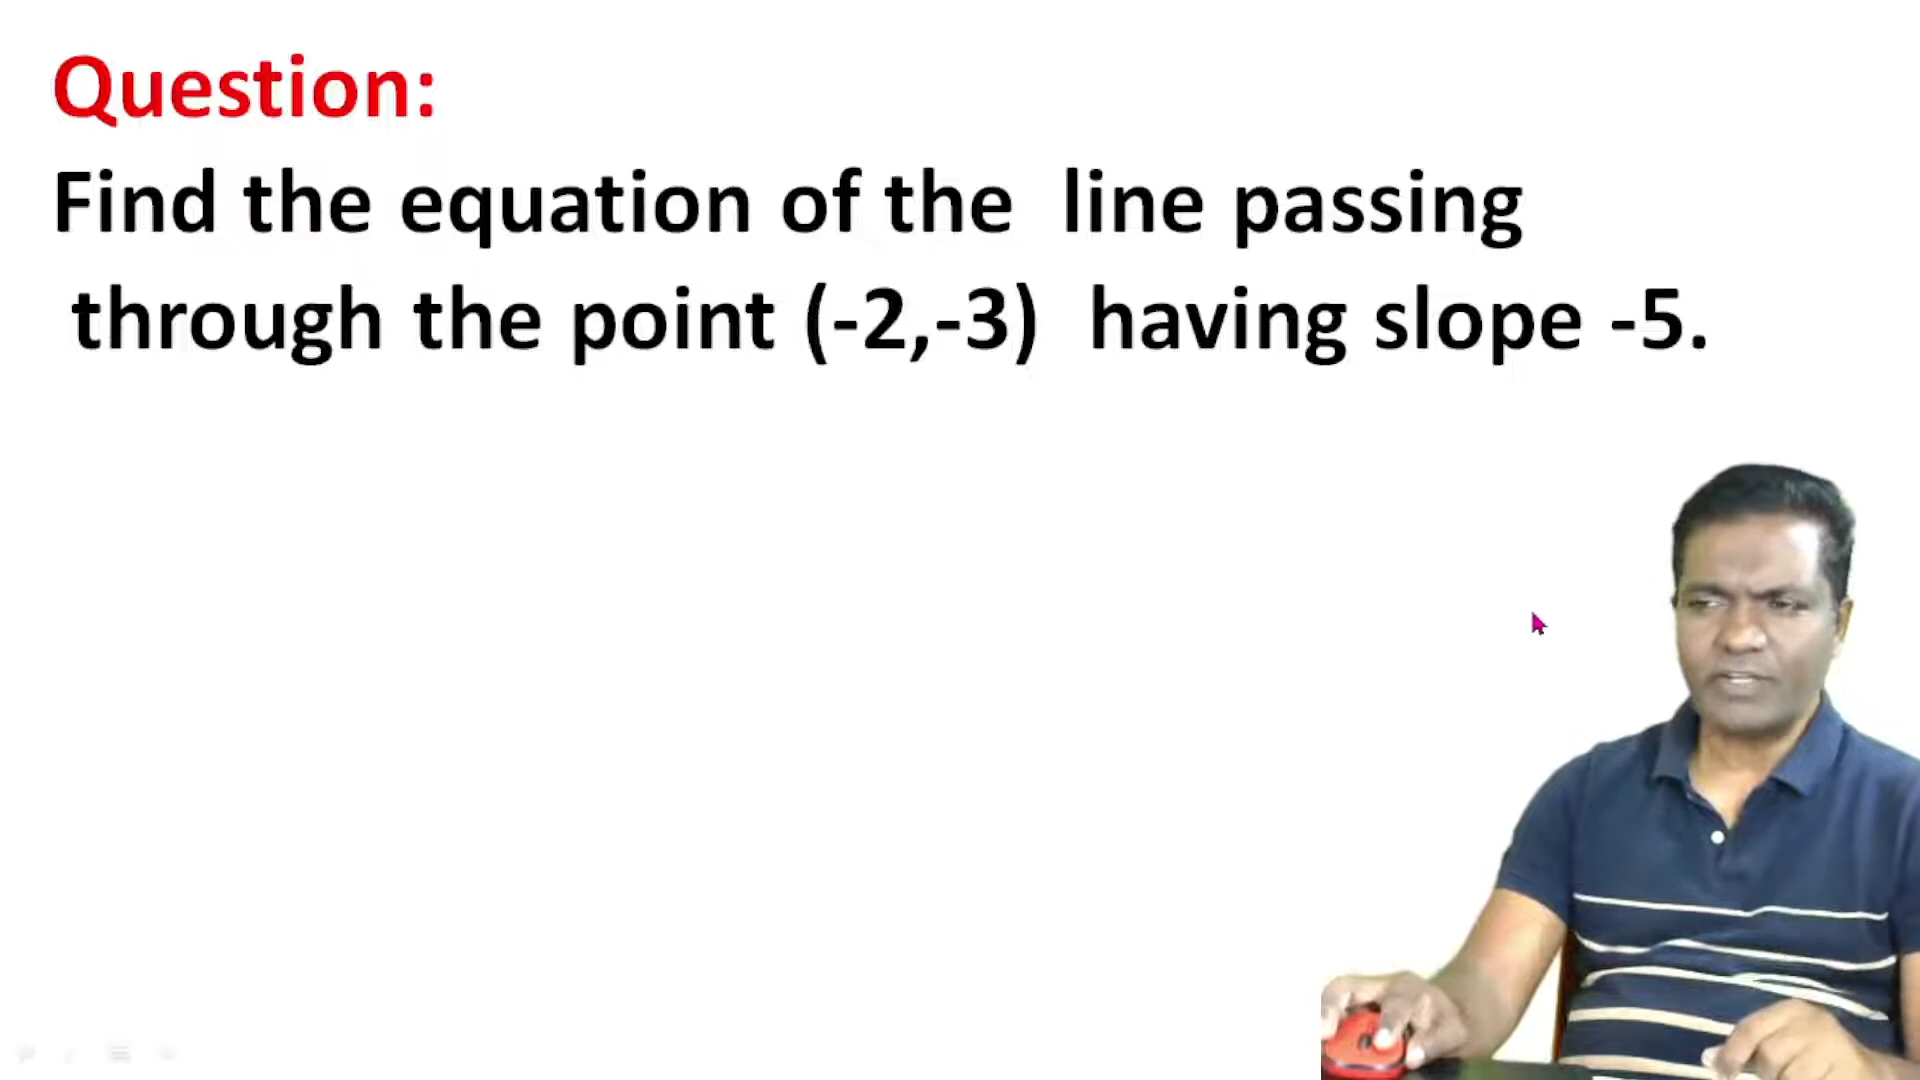 Question:
Find the equation of the line passing
through the point (-2,-3) having slope -5.